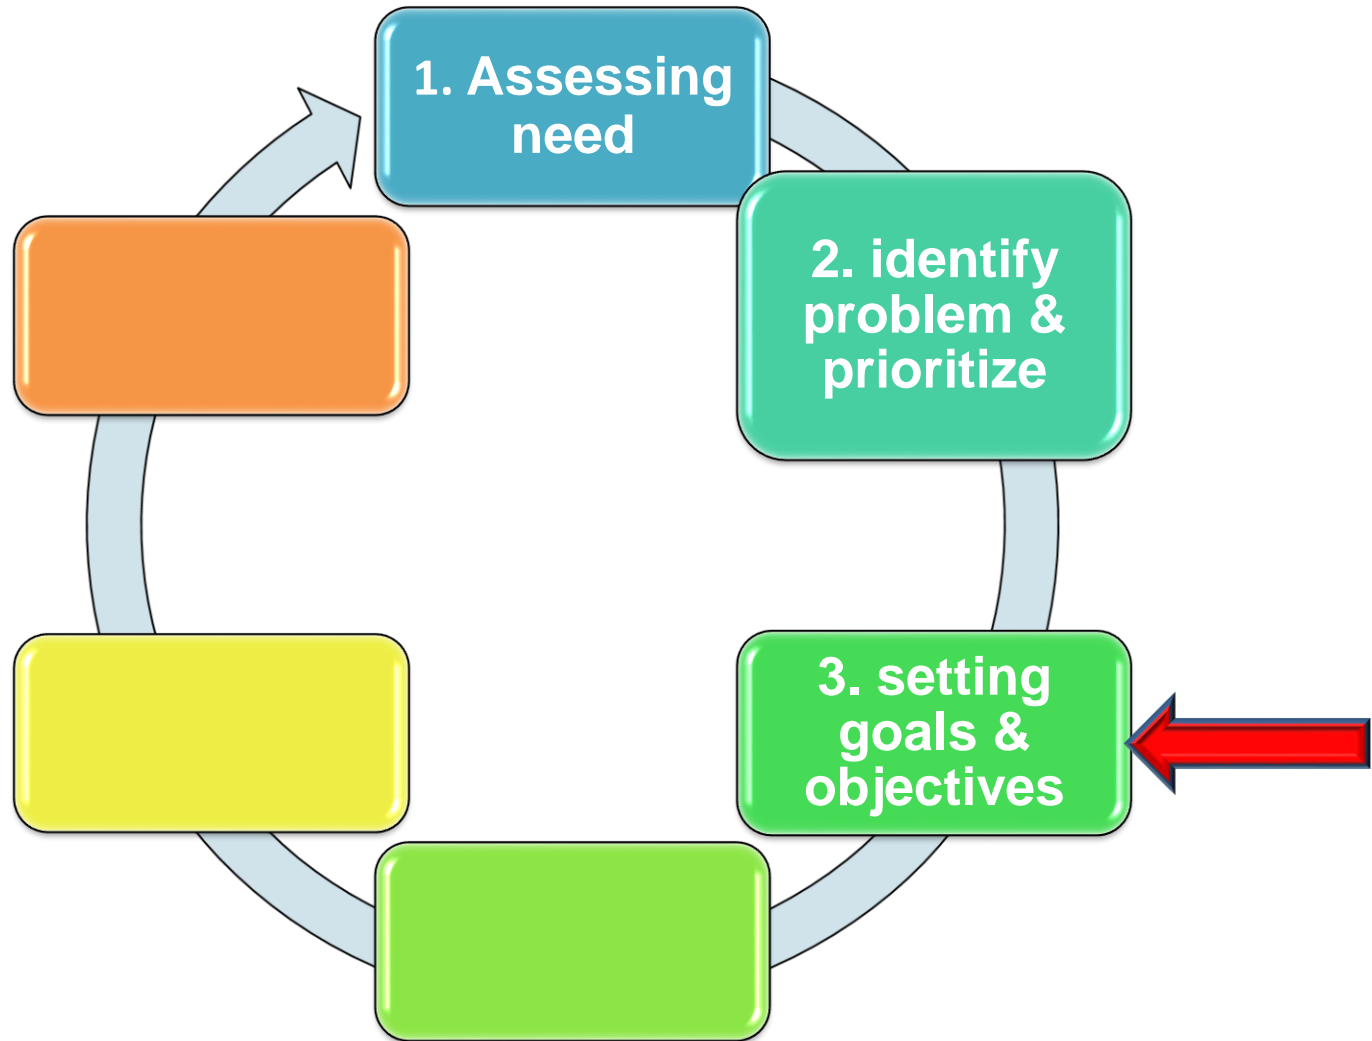 1. Assessing
need
2. identify
problem &
prioritize
3. setting
goals &
objectives